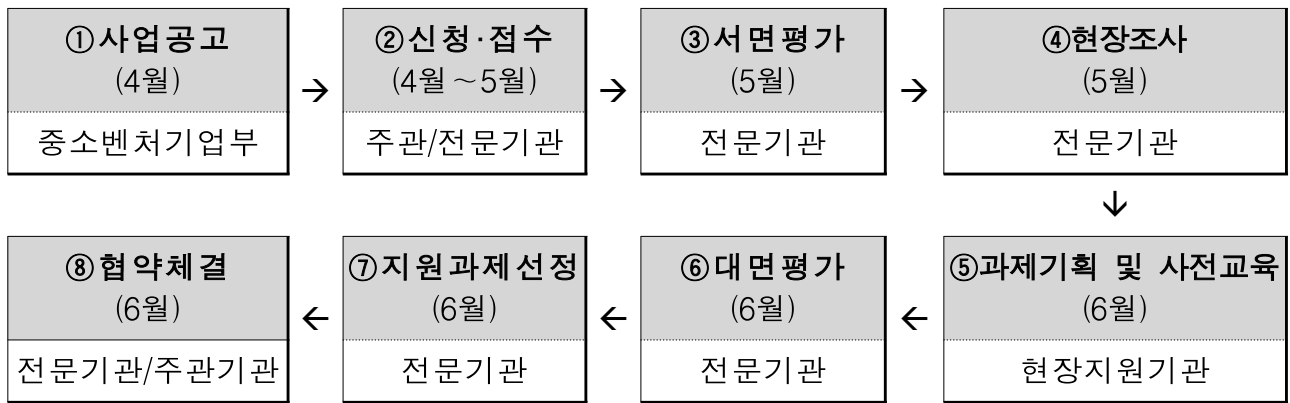 ①사업공고
(4월)
중소벤처기업부
→
②신청·접수
(4월～5월)
주관/전문기관
→
③서면평가
(5월)
전문기관
→
④현장조사
(5월)
전문기관
↓
⑤과제기획 및 사전교육
(6월)
현장지원기관
←
⑥대면평가
(6월)
전문기관
←
⑦지원과제선정
(6월)
전문기관
←
⑧협약체결
(6월)
전문기관/주관기관